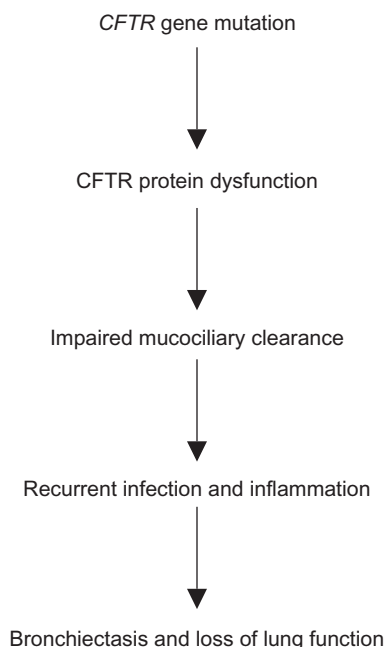 CFTR gene mutation
CFTR protein dysfunction
Impaired mucociliary clearance
Recurrent infection and inflammation
Bronchiectasis and loss of lung function